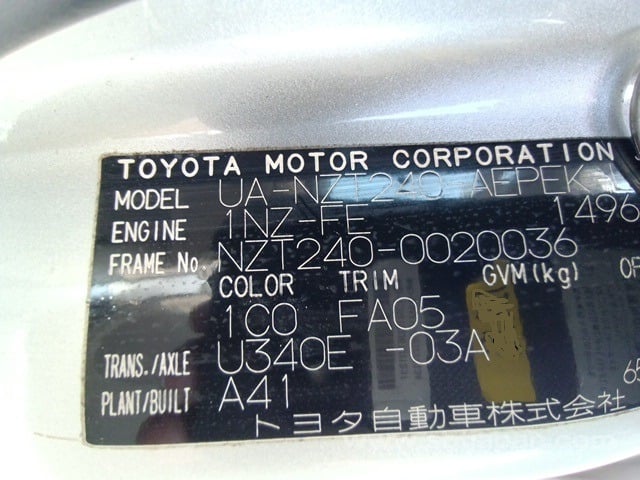 TOYOTA MOTOR CORPORATION
MODEL UA-NZT240-AEPEK
ENGINE 1NZ-FE 1496
FRAME No. NZT240-0020036
COLOR TRIM GVM(kg)
1C0 FA05
TRANS./AXLE U340E -03A
PLANT/BUILT A41
トヨタ自動車株式会社